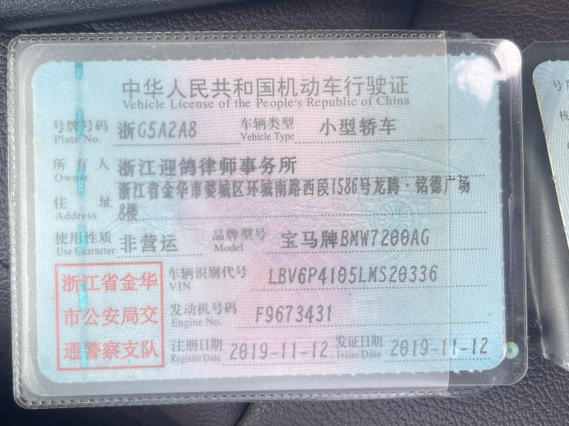 中华人民共和国机动车行驶证
Vehicle License of the People's Republic of China
号牌号码 浙G5A2A8 车辆类型 小型轿车
Plate No. Vehicle Type
所有人 浙江迎鸽律师事务所
Owner
浙江省金华市婺城区环城南路西段1586号龙腾·铭德广场
住址 8楼
Address
使用性质 非营运 品牌型号 宝马牌BMW7200AG
Use Character Model
浙江省金华 车辆识别代号 LBV6P4105LMS20336
VIN
市公安局交 发动机号码 F9673431
Engine No.
通警察支队 注册日期 2019-11-12 发证日期 2019-11-12
Register Date Issue Date